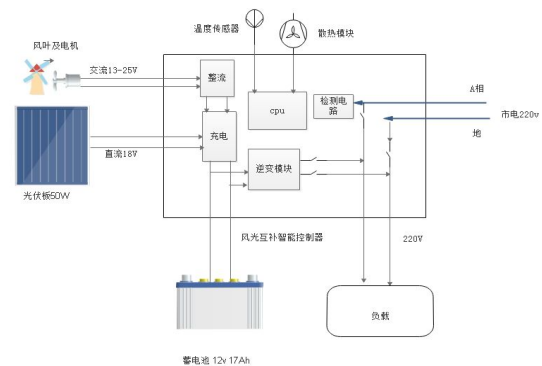 温度传感器
散热模块
风叶及电机
交流13-25V
整流
cpu
检测电
路
A相
市电220v
地
充电
直流18V
逆变模块
光伏板50W
风光互补智能控制器
220V
负载
蓄电池 12v 17Ah